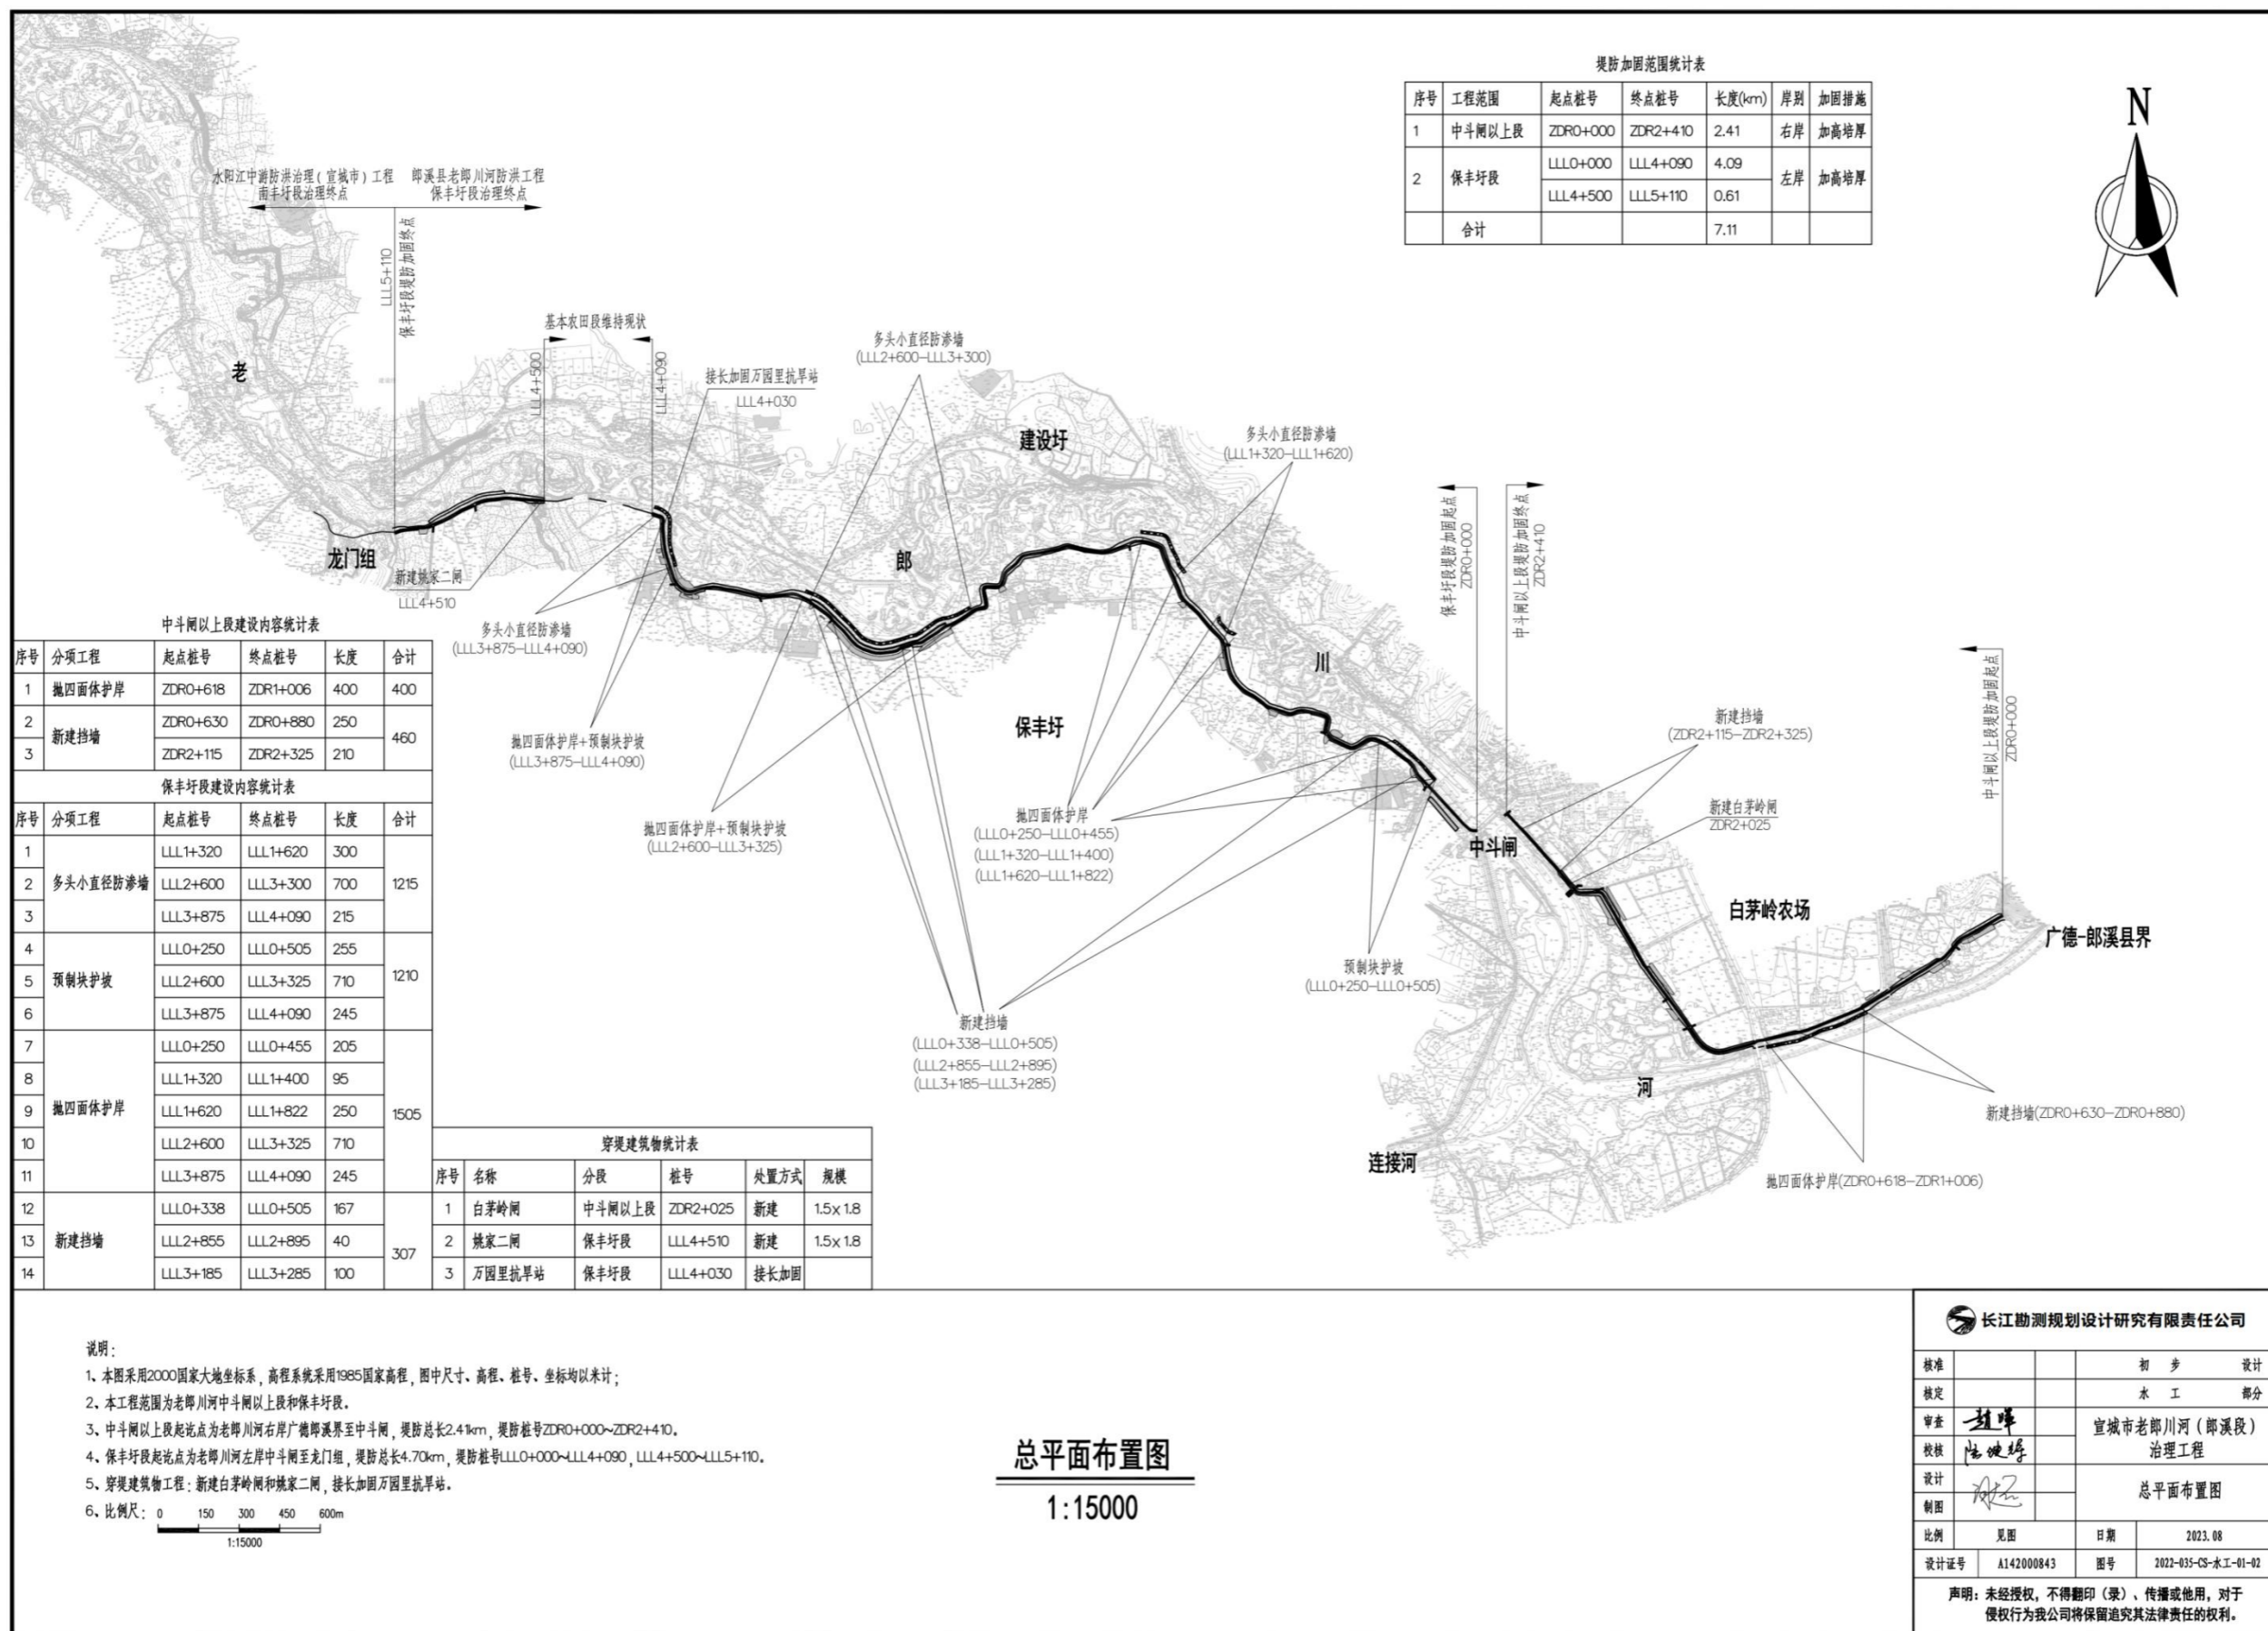 堤防加固范围统计表
序号 工程范围 起点桩号 终点桩号 长度(km) 岸别 加固措施
1 中斗闸以上段 ZDR0+000 ZDR2+410 2.41 右岸 加高培厚
2 保丰圩段 LLL0+000 LLL4+090 4.09 左岸 加高培厚
LLL4+500 LLL5+110 0.61
合计 7.11
N
水阳江中游防洪治理(宣城市)工程
南丰圩段治理终点
郎溪县老郎川河防洪工程
保丰圩段治理终点
LLL5+110
保丰圩段堤防加固终点
基本农田段维持现状
LLL4+500
LLL4+090
接长加固万园里抗旱站
LLL4+030
多头小直径防渗墙
(LLL2+600-LLL3+300)
老
建设圩
多头小直径防渗墙
(LLL1+320-LLL1+620)
保丰圩段堤防加固起点
ZDR0+000
中斗闸以上段堤防加固终点
ZDR2+410
龙门组
郎
新建姚家二闸
LLL4+510
多头小直径防渗墙
(LLL3+875-LLL4+090)
川
中斗闸以上段堤防加固起点
ZDR0+000
保丰圩
抛四面体护岸+预制块护坡
(LLL3+875-LLL4+090)
新建挡墙
(ZDR2+115-ZDR2+325)
抛四面体护岸+预制块护坡
(LLL2+600-LLL3+325)
抛四面体护岸
(LLL0+250-LLL0+455)
(LLL1+320-LLL1+400)
(LLL1+620-LLL1+822)
新建白茅岭闸
ZDR2+025
中斗闸
白茅岭农场
广德-郎溪县界
预制块护坡
(LLL0+250-LLL0+505)
新建挡墙
(LLL0+338-LLL0+505)
(LLL2+855-LLL2+895)
(LLL3+185-LLL3+285)
河
新建挡墙(ZDR0+630-ZDR0+880)
连接河
抛四面体护岸(ZDR0+618-ZDR1+006)
中斗闸以上段建设内容统计表
序号 分项工程 起点桩号 终点桩号 长度 合计
1 抛四面体护岸 ZDR0+618 ZDR1+006 400 400
2 新建挡墙 ZDR0+630 ZDR0+880 250 460
3 ZDR2+115 ZDR2+325 210
保丰圩段建设内容统计表
序号 分项工程 起点桩号 终点桩号 长度 合计
1 LLL1+320 LLL1+620 300
2 多头小直径防渗墙 LLL2+600 LLL3+300 700 1215
3 LLL3+875 LLL4+090 215
4 LLL0+250 LLL0+505 255
5 预制块护坡 LLL2+600 LLL3+325 710 1210
6 LLL3+875 LLL4+090 245
7 LLL0+250 LLL0+455 205
8 LLL1+320 LLL1+400 95
9 抛四面体护岸 LLL1+620 LLL1+822 250 1505
10 LLL2+600 LLL3+325 710
11 LLL3+875 LLL4+090 245
12 LLL0+338 LLL0+505 167
13 新建挡墙 LLL2+855 LLL2+895 40 307
14 LLL3+185 LLL3+285 100
穿堤建筑物统计表
序号 名称 分段 桩号 处置方式 规模
1 白茅岭闸 中斗闸以上段 ZDR2+025 新建 1.5x1.8
2 姚家二闸 保丰圩段 LLL4+510 新建 1.5x1.8
3 万园里抗旱站 保丰圩段 LLL4+030 接长加固
说明:
1、本图采用2000国家大地坐标系,高程系统采用1985国家高程,图中尺寸、高程、桩号、坐标均以米计;
2、本工程范围为老郎川河中斗闸以上段和保丰圩段。
3、中斗闸以上段起讫点为老郎川河右岸广德郎溪界至中斗闸,堤防总长2.41km,堤防桩号ZDR0+000~ZDR2+410。
4、保丰圩段起讫点为老郎川河左岸中斗闸至龙门组,堤防总长4.70km,堤防桩号LLL0+000~LLL4+090,LLL4+500~LLL5+110。
5、穿堤建筑物工程:新建白茅岭闸和姚家二闸,接长加固万园里抗旱站。
6、比例尺: 0 150 300 450 600m
1:15000
总平面布置图
1:15000
长江勘测规划设计研究有限责任公司
核准 初步 设计
核定 水工 部分
审查
校核
宣城市老郎川河(郎溪段)
治理工程
设计
制图
总平面布置图
比例 见图 日期 2023.08
设计证号 A142000843 图号 2022-035-CS-水工-01-02
声明:未经授权,不得翻印(录)、传播或他用,对于
侵权行为我公司将保留追究其法律责任的权利。